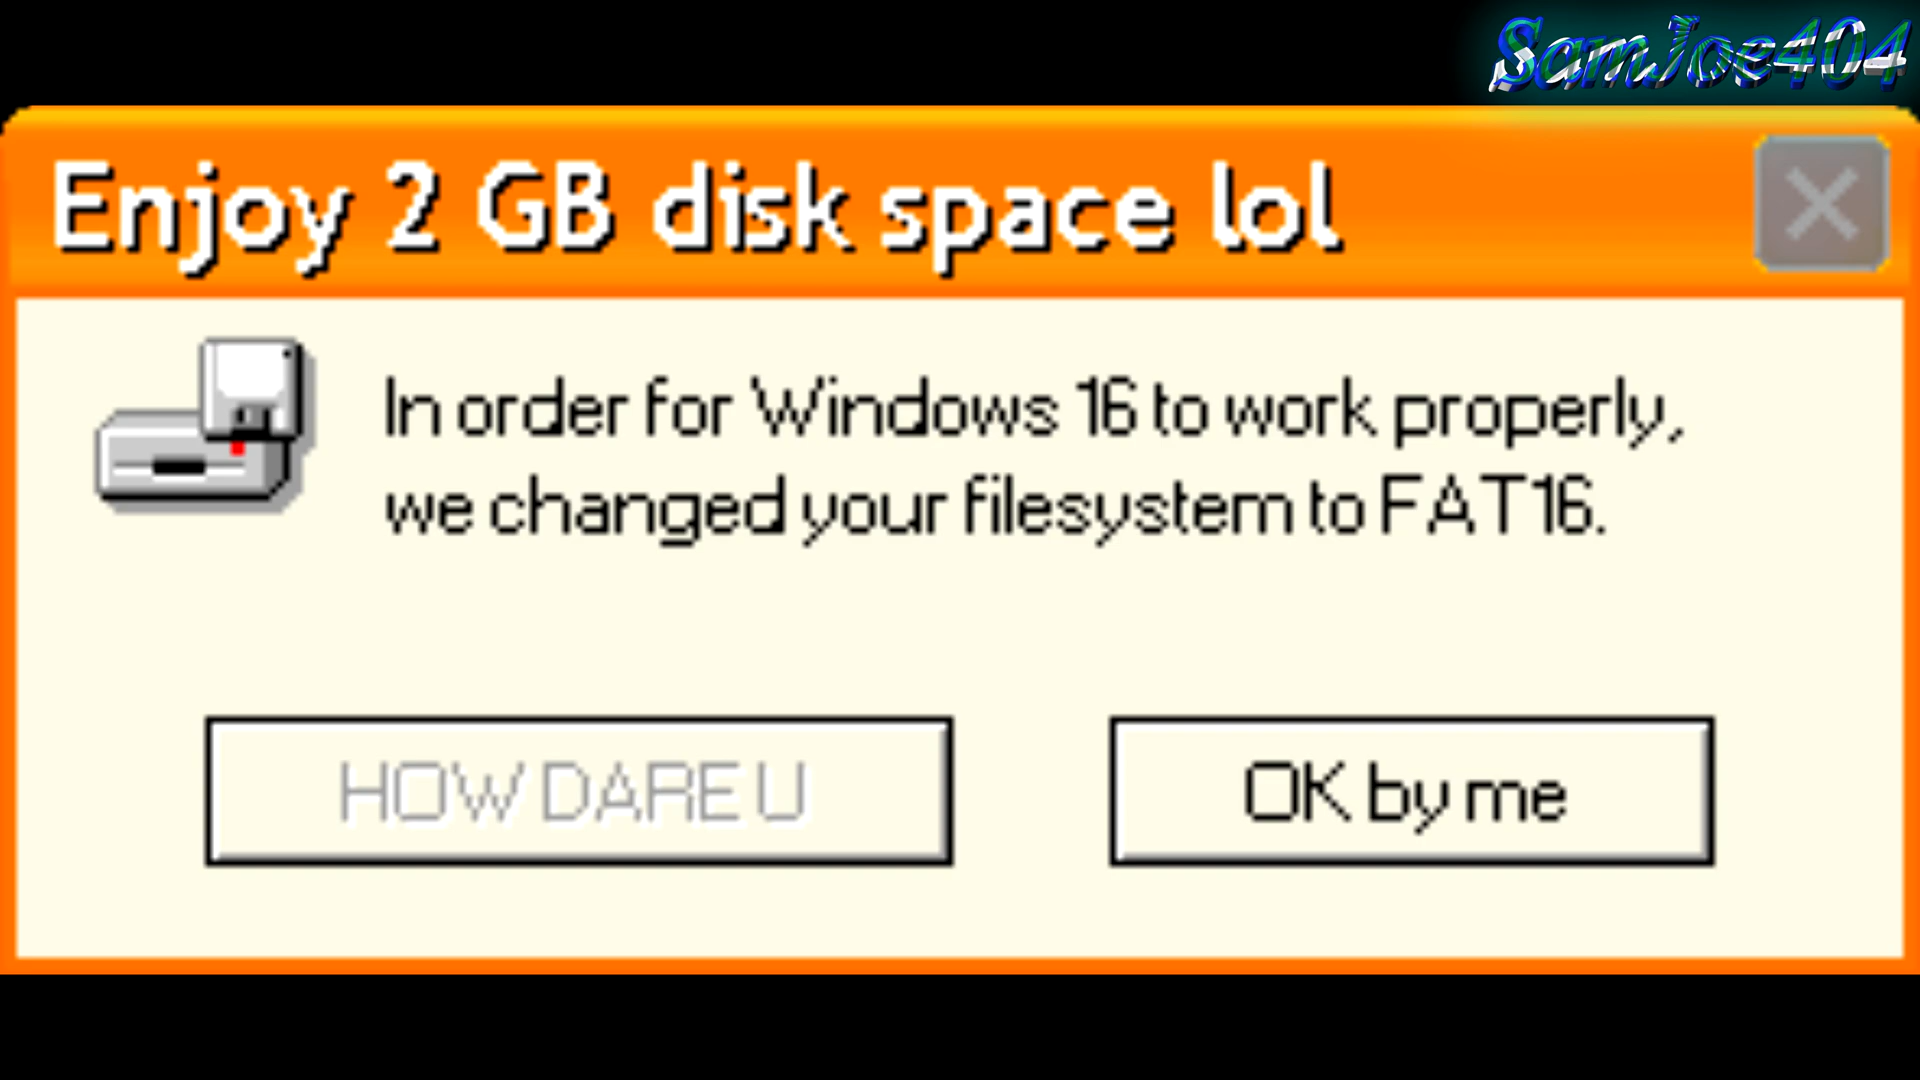 SamJoe404
Enjoy 2 GB disk space lol
In order for Windows 16 to work properly,
we changed your filesystem to FAT16.
HOW DARE U
OK by me